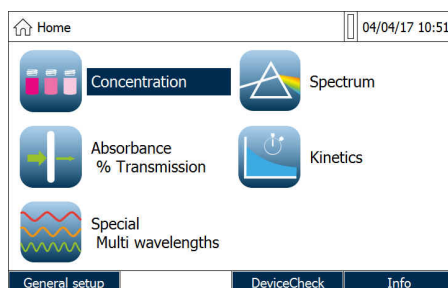 Home
04/04/17 10:51
Concentration
Spectrum
Absorbance
% Transmission
Kinetics
Special
Multi wavelengths
General setup
DeviceCheck
Info